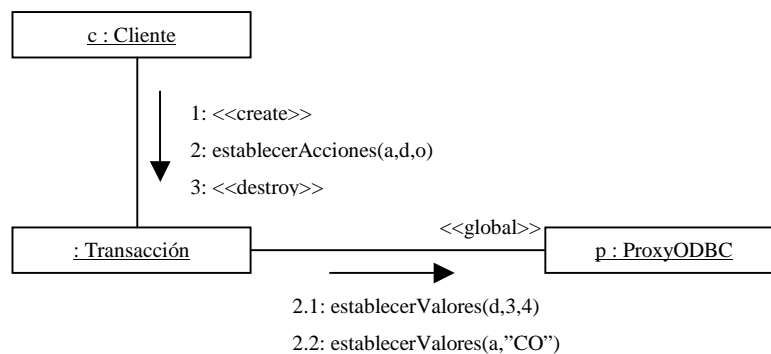 c : Cliente
1: <<create>>
2: establecerAcciones(a,d,o)
3: <<destroy>>
<<global>>
: Transacción
p : ProxyODBC
2.1: establecerValores(d,3,4)
2.2: establecerValores(a,”CO”)